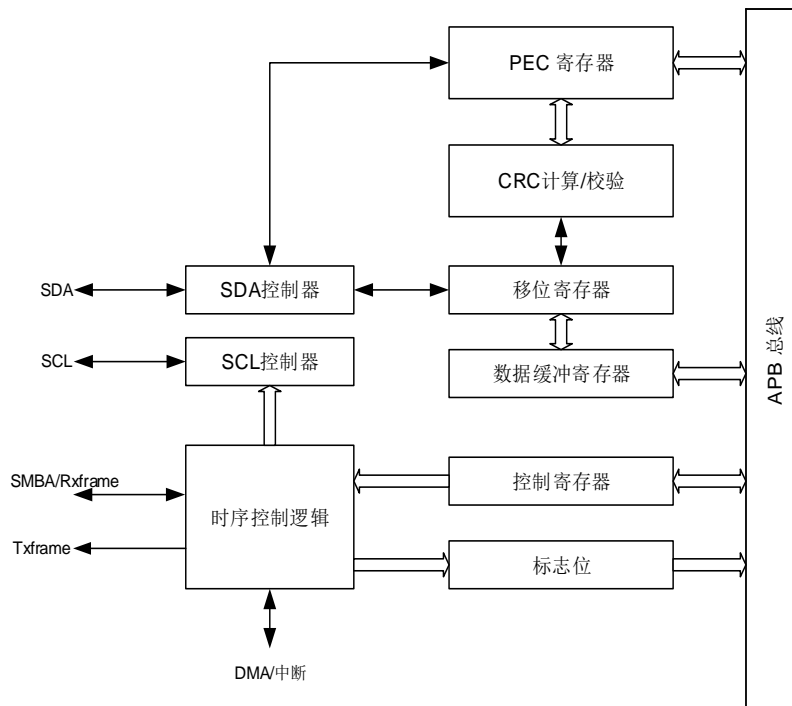 PEC 寄存器
CRC计算/校验
SDA
SDA控制器
移位寄存器
SCL
SCL控制器
数据缓冲寄存器
APB 总线
SMBA/Rxframe
时序控制逻辑
控制寄存器
Txframe
标志位
DMA/中断